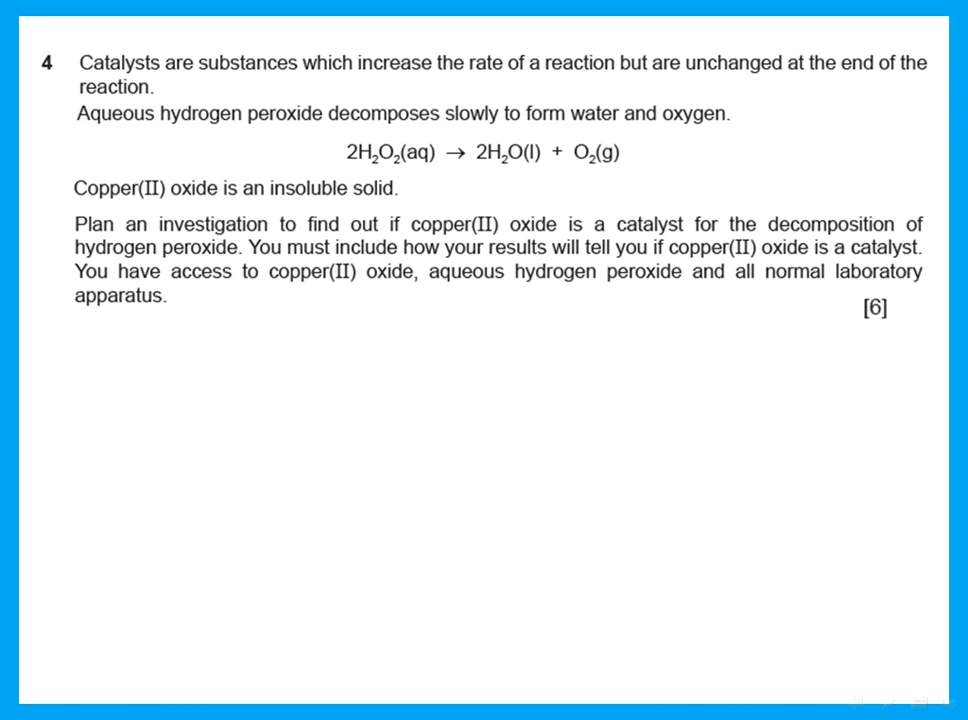 4 Catalysts are substances which increase the rate of a reaction but are unchanged at the end of the
reaction.
Aqueous hydrogen peroxide decomposes slowly to form water and oxygen.
2H₂O₂(aq) → 2H₂O(l) + O₂(g)
Copper(II) oxide is an insoluble solid.
Plan an investigation to find out if copper(II) oxide is a catalyst for the decomposition of
hydrogen peroxide. You must include how your results will tell you if copper(II) oxide is a catalyst.
You have access to copper(II) oxide, aqueous hydrogen peroxide and all normal laboratory
apparatus.
[6]